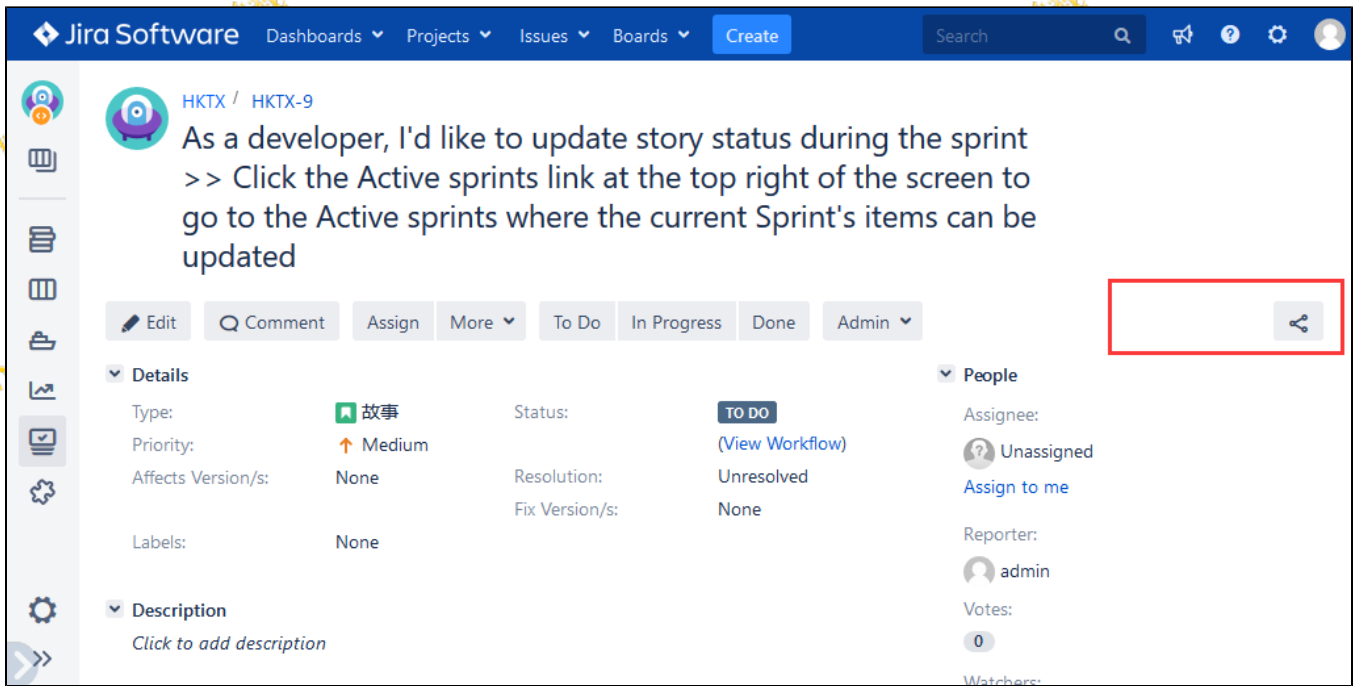 Jira Software Dashboards Projects Issues Boards Create Search
HKTX / HKTX-9
As a developer, I'd like to update story status during the sprint
>> Click the Active sprints link at the top right of the screen to
go to the Active sprints where the current Sprint's items can be
updated
Edit Comment Assign More To Do In Progress Done Admin
Details
Type: 故事
Priority: Medium
Affects Version/s: None
Labels: None
Status: TO DO
(View Workflow)
Resolution: Unresolved
Fix Version/s: None
Description
Click to add description
People
Assignee:
Unassigned
Assign to me
Reporter:
admin
Votes:
0
Watchers: